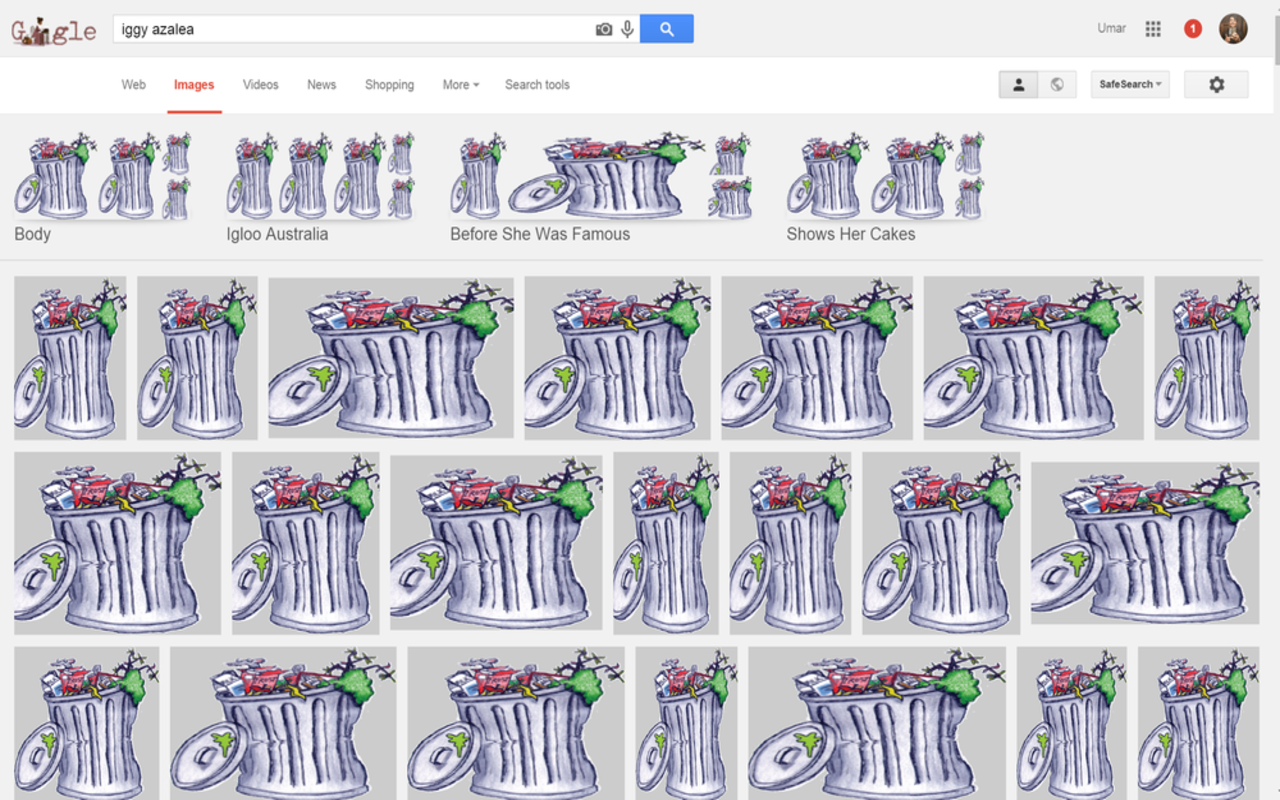 Google
iggy azalea
Umar
1
Web Images Videos News Shopping More Search tools
SafeSearch
Body
Igloo Australia
Before She Was Famous
Shows Her Cakes